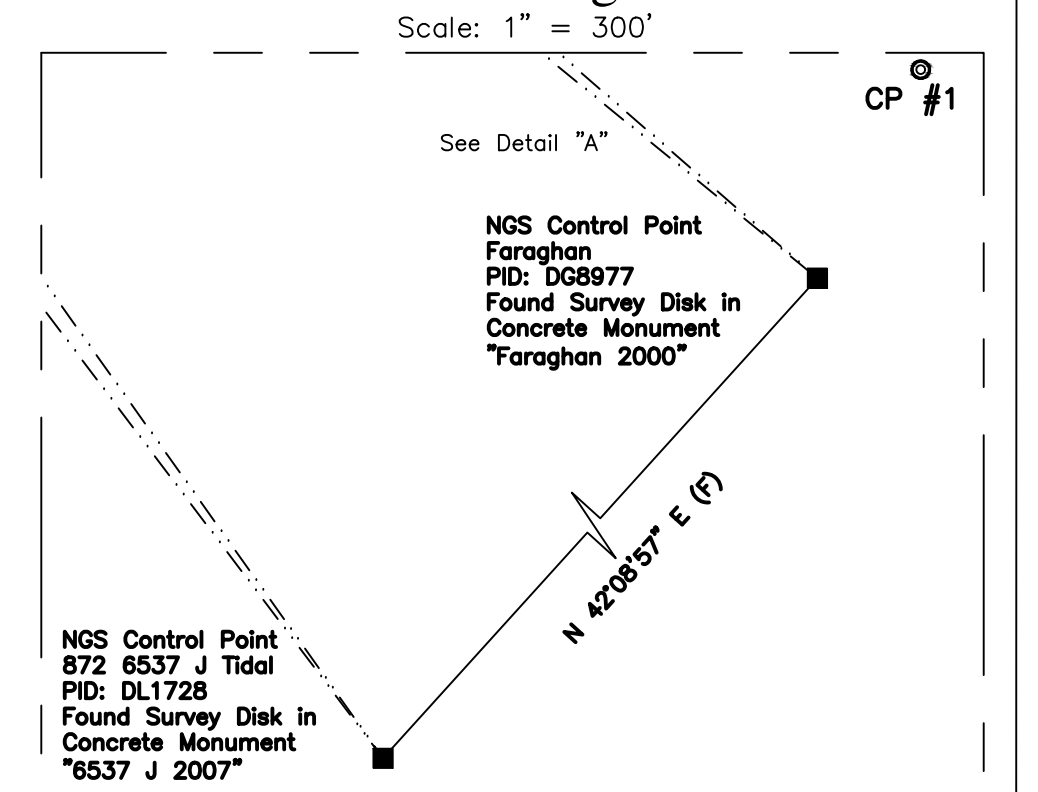 Scale: 1" = 300'
CP #1
See Detail "A"
NGS Control Point
Faraghan
PID: DG8977
Found Survey Disk in
Concrete Monument
"Faraghan 2000"
N 42°08'57" E (F)
NGS Control Point
872 6537 J Tidal
PID: DL1728
Found Survey Disk in
Concrete Monument
"6537 J 2007"